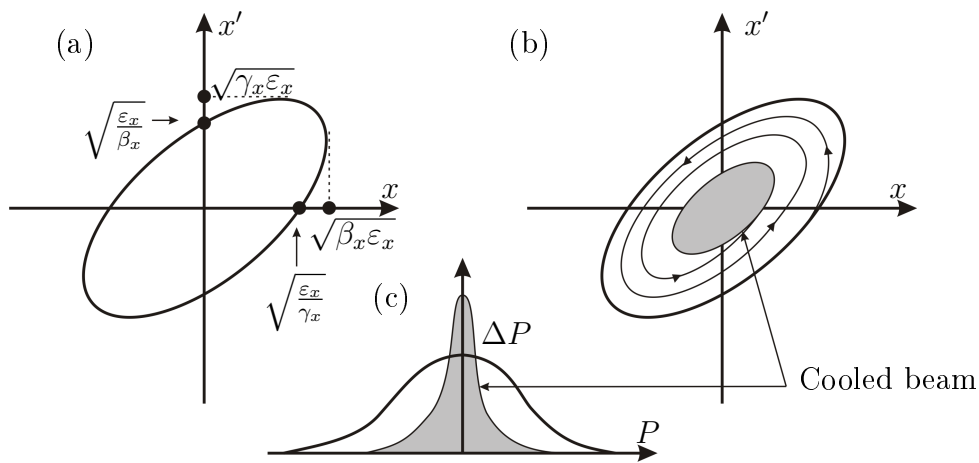 (a)
x′
√γₓεₓ
√(εₓ/βₓ)
x
√βₓεₓ
√(εₓ/γₓ)
(b)
x′
x
(c)
ΔP
P
Cooled beam